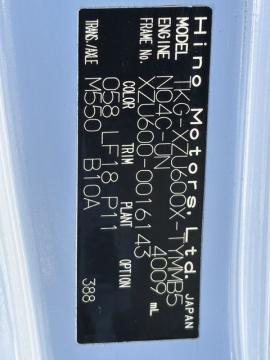 Hino Motors, Ltd. JAPAN
MODEL TKG-XZU600X-TYMMB5
ENGINE N04C-UN 4009 mL
FRAME No. XZU600-0016143
COLOR TRIM PLANT OPTION
058 LF18 P11
TRANS./AXLE M550 B10A 388